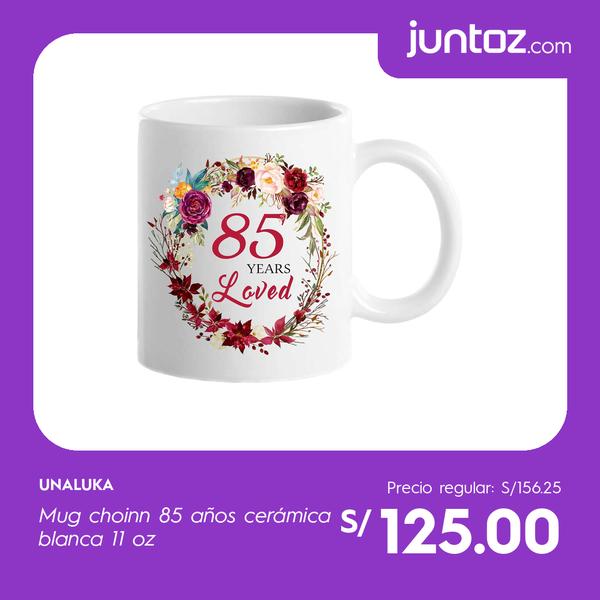 juntoz.com
85
YEARS
Loved
UNALUKA
Mug choinn 85 años cerámica
blanca 11 oz
Precio regular: S/156.25
S/125.00